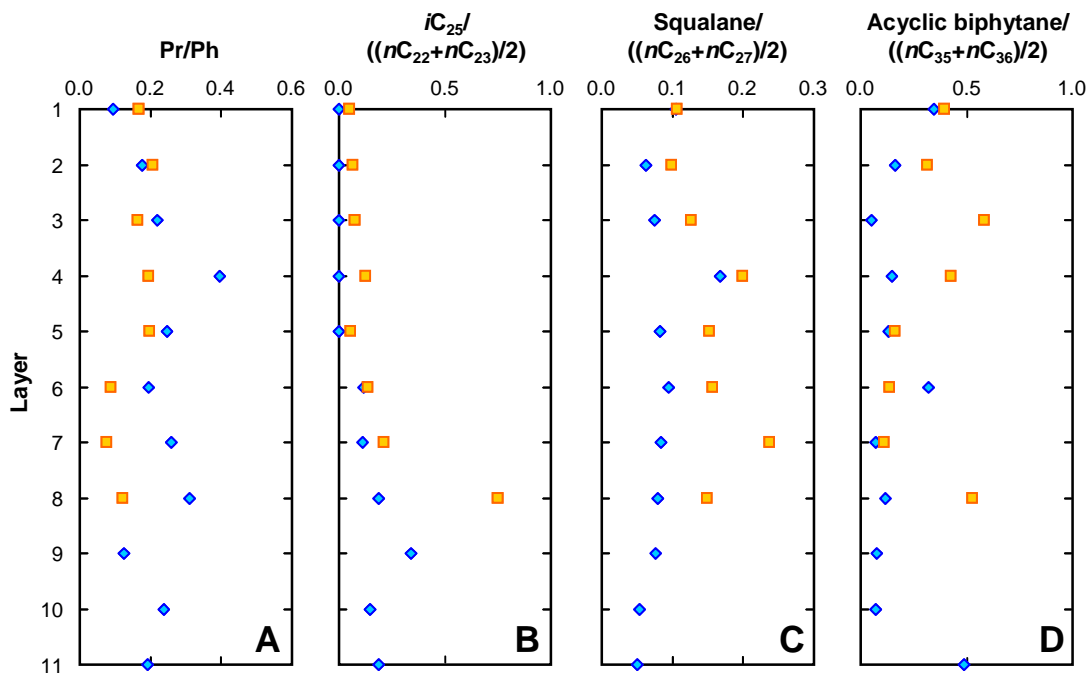 Pr/Ph
iC25/
((nC22+nC23)/2)
Squalane/
((nC26+nC27)/2)
Acyclic biphytane/
((nC35+nC36)/2)
0.0 0.2 0.4 0.6
0.0 0.5 1.0
0.0 0.1 0.2 0.3
0.0 0.5 1.0
Layer
1
2
3
4
5
6
7
8
9
10
11
A
B
C
D